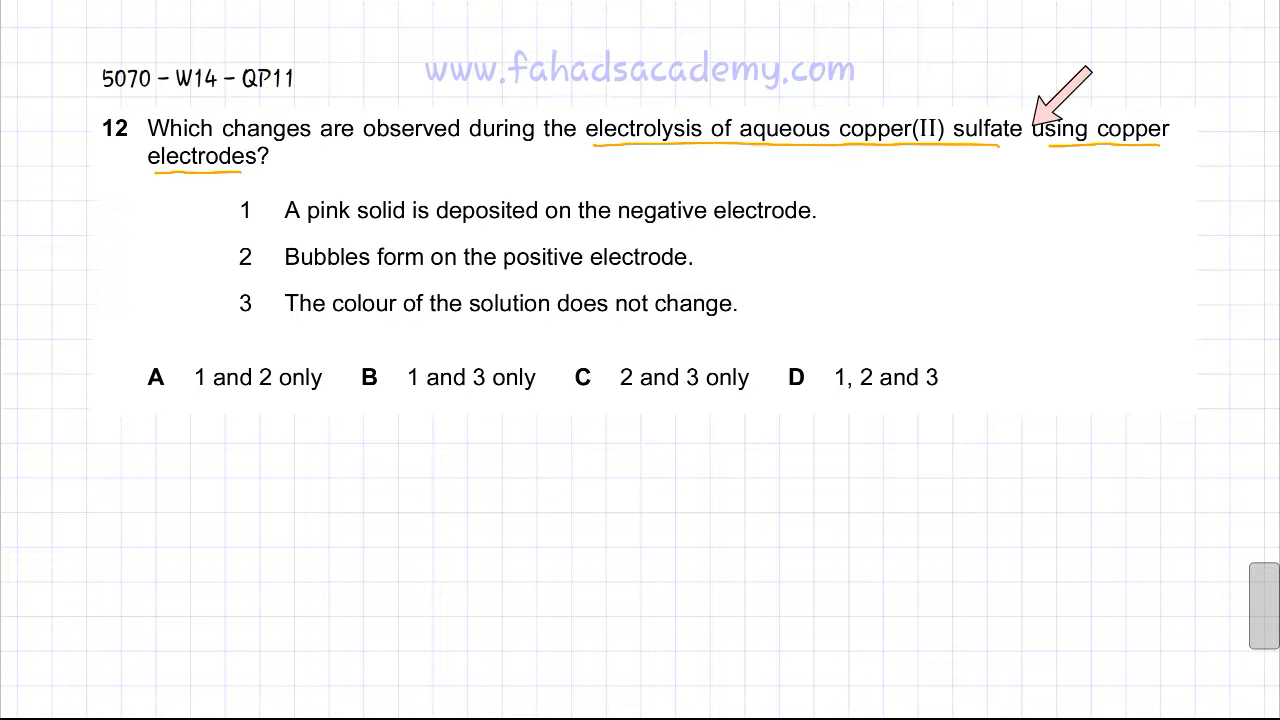 www.fahadsacademy.com
5070 – W14 – QP11
12 Which changes are observed during the electrolysis of aqueous copper(II) sulfate using copper
electrodes?
1 A pink solid is deposited on the negative electrode.
2 Bubbles form on the positive electrode.
3 The colour of the solution does not change.
A 1 and 2 only B 1 and 3 only C 2 and 3 only D 1, 2 and 3